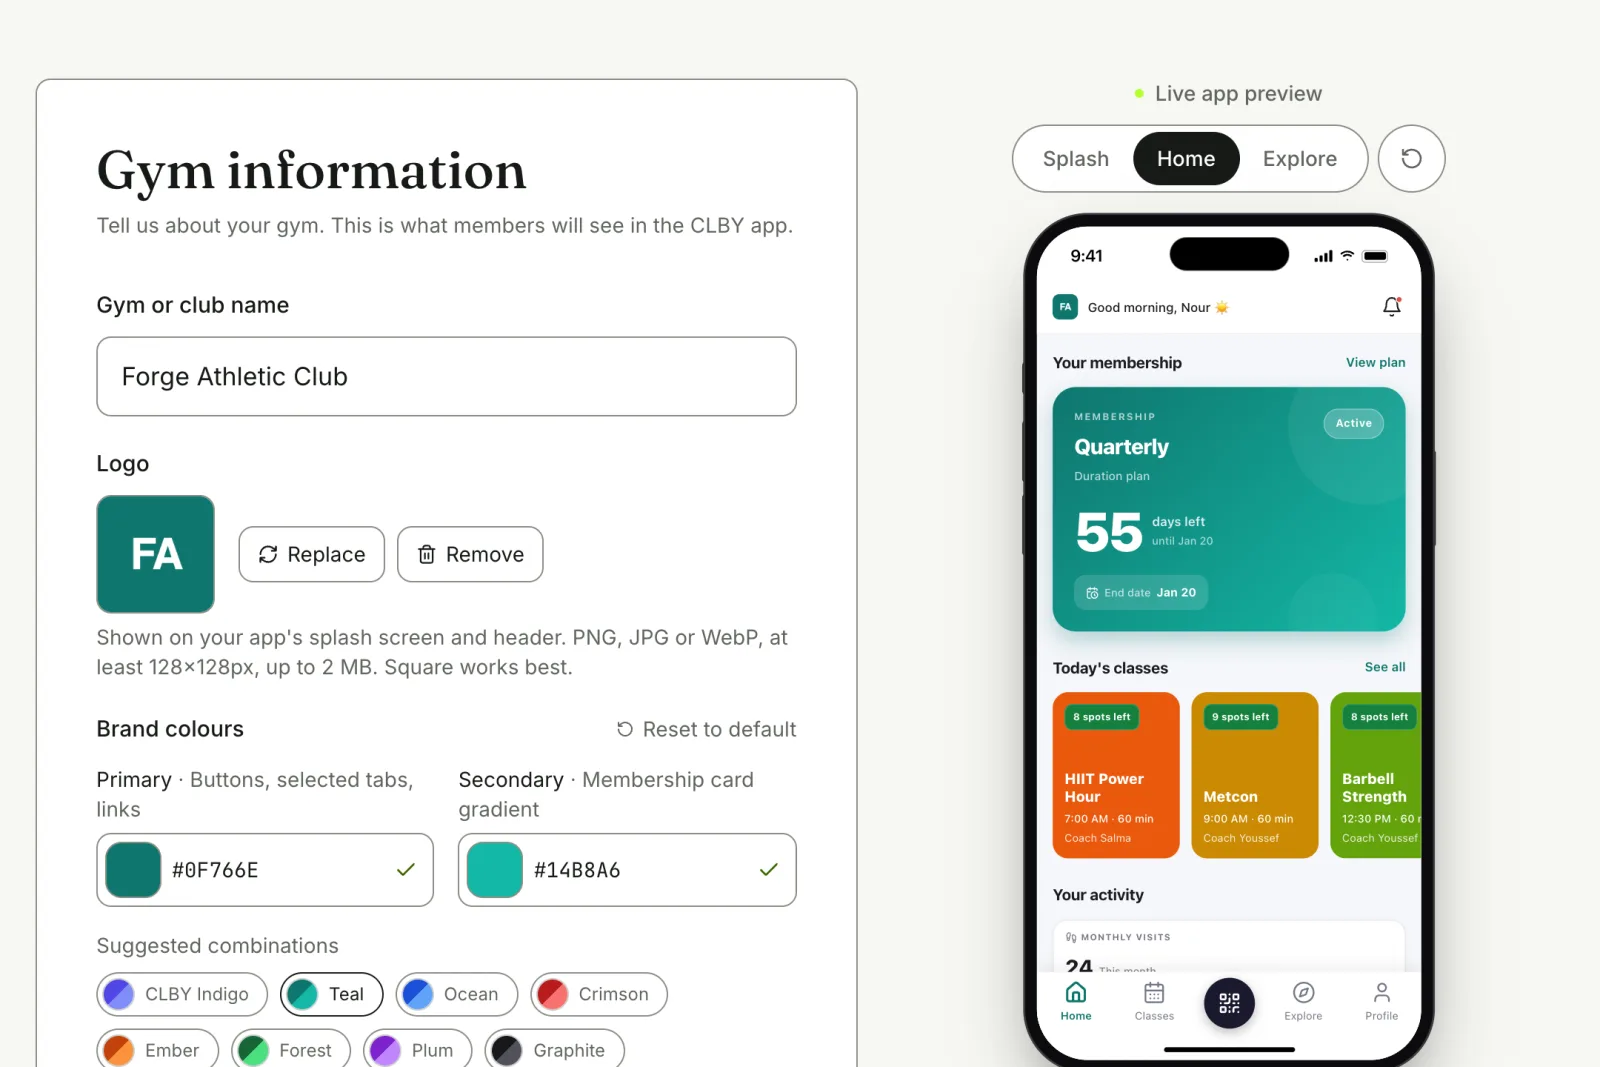 Gym information
Tell us about your gym. This is what members will see in the CLBY app.
Gym or club name
Forge Athletic Club
Logo
FA
Replace
Remove
Shown on your app's splash screen and header. PNG, JPG or WebP, at
least 128×128px, up to 2 MB. Square works best.
Brand colours
Reset to default
Primary · Buttons, selected tabs,
links
Secondary · Membership card
gradient
#0F766E
#14B8A6
Suggested combinations
CLBY Indigo
Teal
Ocean
Crimson
Ember
Forest
Plum
Graphite
Live app preview
Splash
Home
Explore
9:41
FA
Good morning, Nour
Your membership
View plan
MEMBERSHIP
Active
Quarterly
Duration plan
55
days left
until Jan 20
End date Jan 20
Today's classes
See all
8 spots left
HIIT Power
Hour
7:00 AM · 60 min
Coach Salma
9 spots left
Metcon
9:00 AM · 60 min
Coach Youssef
8 spots left
Barbell
Strength
12:30 PM · 60
Coach Youssef
Your activity
MONTHLY VISITS
24 This month
Home
Classes
Explore
Profile